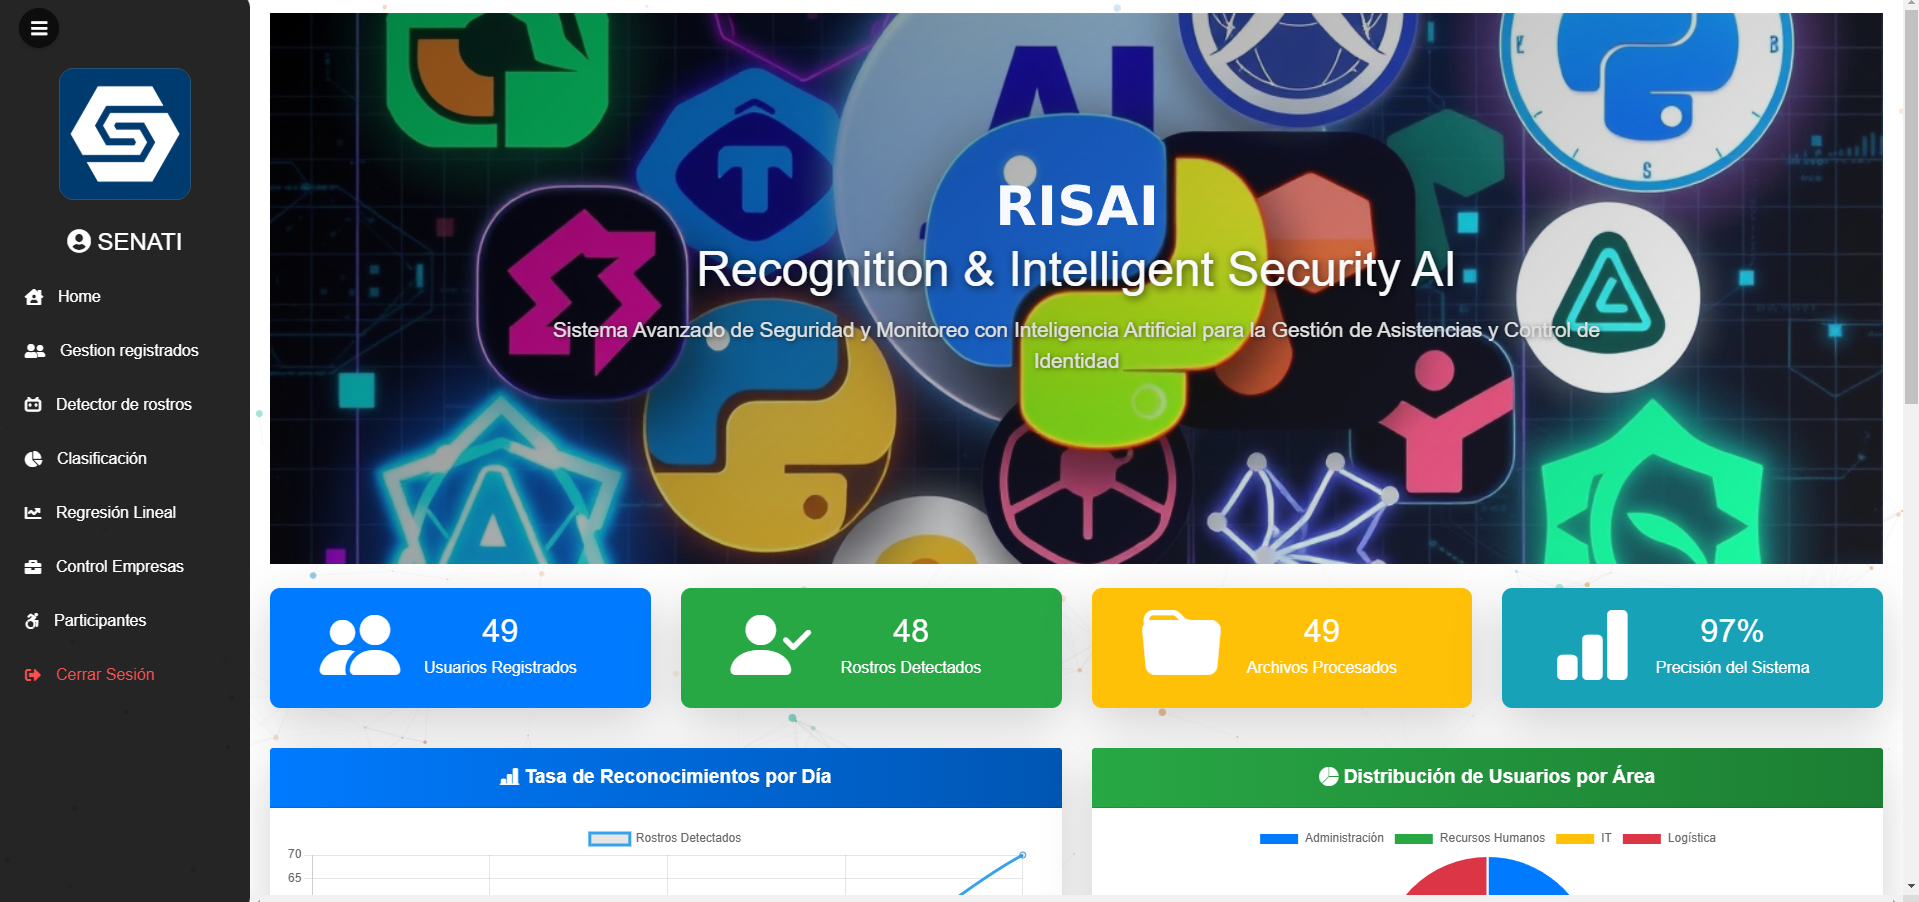 SENATI
Home
Gestion registrados
Detector de rostros
Clasificación
Regresión Lineal
Control Empresas
Participantes
Cerrar Sesión
AI
B
S
RISAI
Recognition & Intelligent Security AI
Sistema Avanzado de Seguridad y Monitoreo con Inteligencia Artificial para la Gestión de Asistencias y Control de
Identidad
49
Usuarios Registrados
48
Rostros Detectados
49
Archivos Procesados
97%
Precisión del Sistema
Tasa de Reconocimientos por Día
Rostros Detectados
70
65
Distribución de Usuarios por Área
Administración
Recursos Humanos
IT
Logística